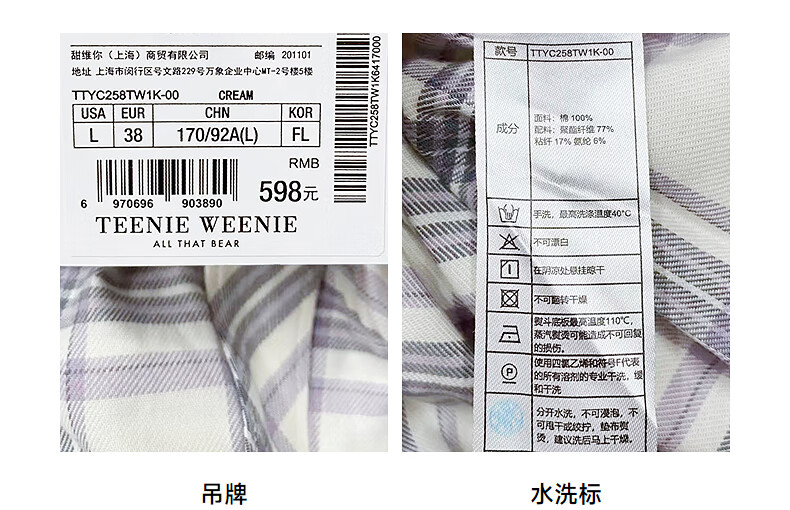 甜维你（上海）商贸有限公司 邮编 201101
地址 上海市闵行区号文路229号万象企业中心MT-2号楼5楼
TTYC258TW1K-00 CREAM
USA EUR CHN KOR
L 38 170/92A(L) FL
RMB
598元
6 970696 903890
TEENIE WEENIE
ALL THAT BEAR
TTYC258TW1K6417000
吊牌
款号 TTYC258TW1K-00
成分
面料：棉 100%
配料：聚酯纤维 77%
粘纤 17% 氨纶 6%
手洗，最高洗涤温度40°C
不可漂白
在阴凉处悬挂晾干
不可翻转干燥
熨斗底板最高温度110℃，
蒸汽熨烫可能造成不可回复
的损伤。
使用四氯乙烯和符号F代表
的所有溶剂的专业干洗，缓
和干洗
分开水洗，不可浸泡，不
可甩干或绞拧，垫布熨
烫，建议洗后马上干燥。
水洗标